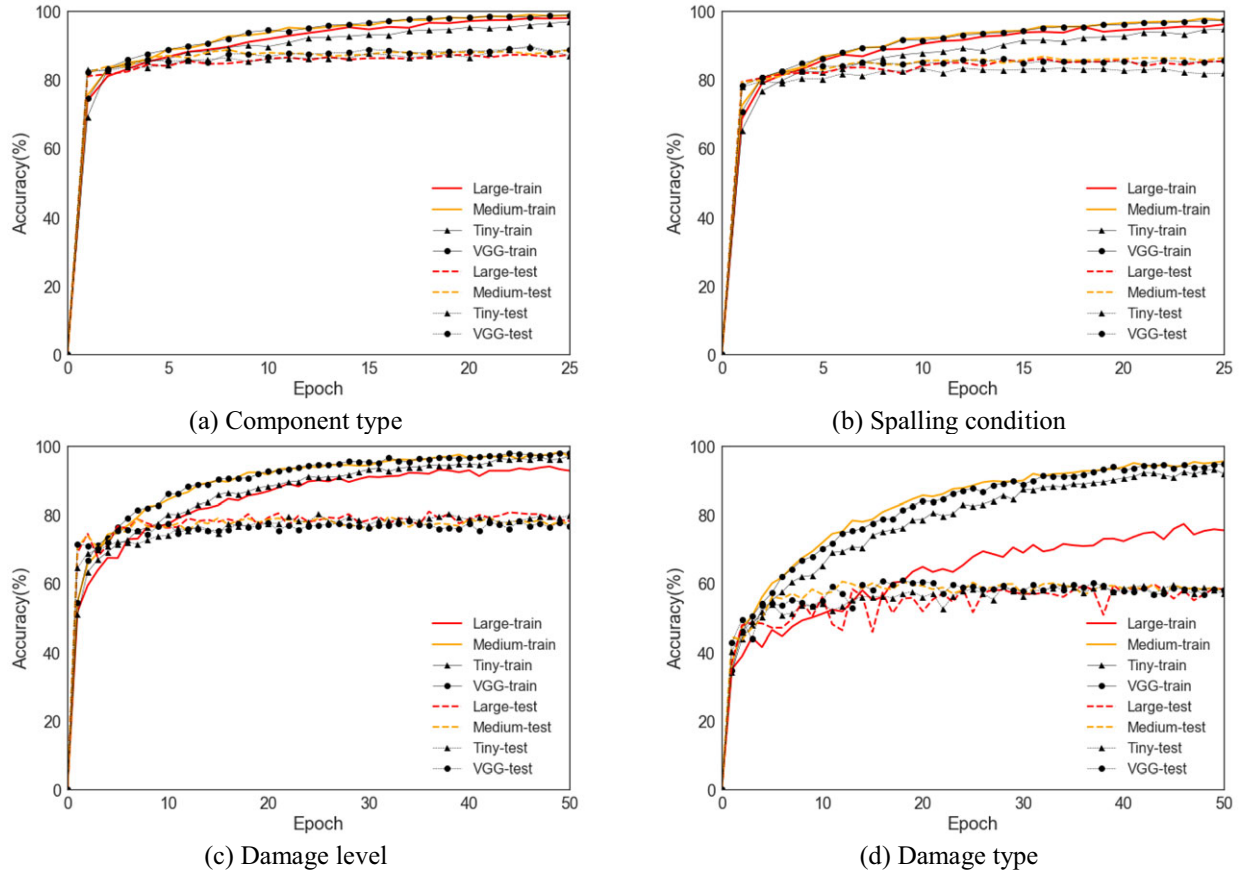 100
80
60
40
20
0
Accuracy(%)
Large-train
Medium-train
Tiny-train
VGG-train
Large-test
Medium-test
Tiny-test
VGG-test
0 5 10 15 20 25
Epoch
(a) Component type
100
80
60
40
20
0
Accuracy(%)
Large-train
Medium-train
Tiny-train
VGG-train
Large-test
Medium-test
Tiny-test
VGG-test
0 5 10 15 20 25
Epoch
(b) Spalling condition
100
80
60
40
20
0
Accuracy(%)
Large-train
Medium-train
Tiny-train
VGG-train
Large-test
Medium-test
Tiny-test
VGG-test
0 10 20 30 40 50
Epoch
(c) Damage level
100
80
60
40
20
0
Accuracy(%)
Large-train
Medium-train
Tiny-train
VGG-train
Large-test
Medium-test
Tiny-test
VGG-test
0 10 20 30 40 50
Epoch
(d) Damage type